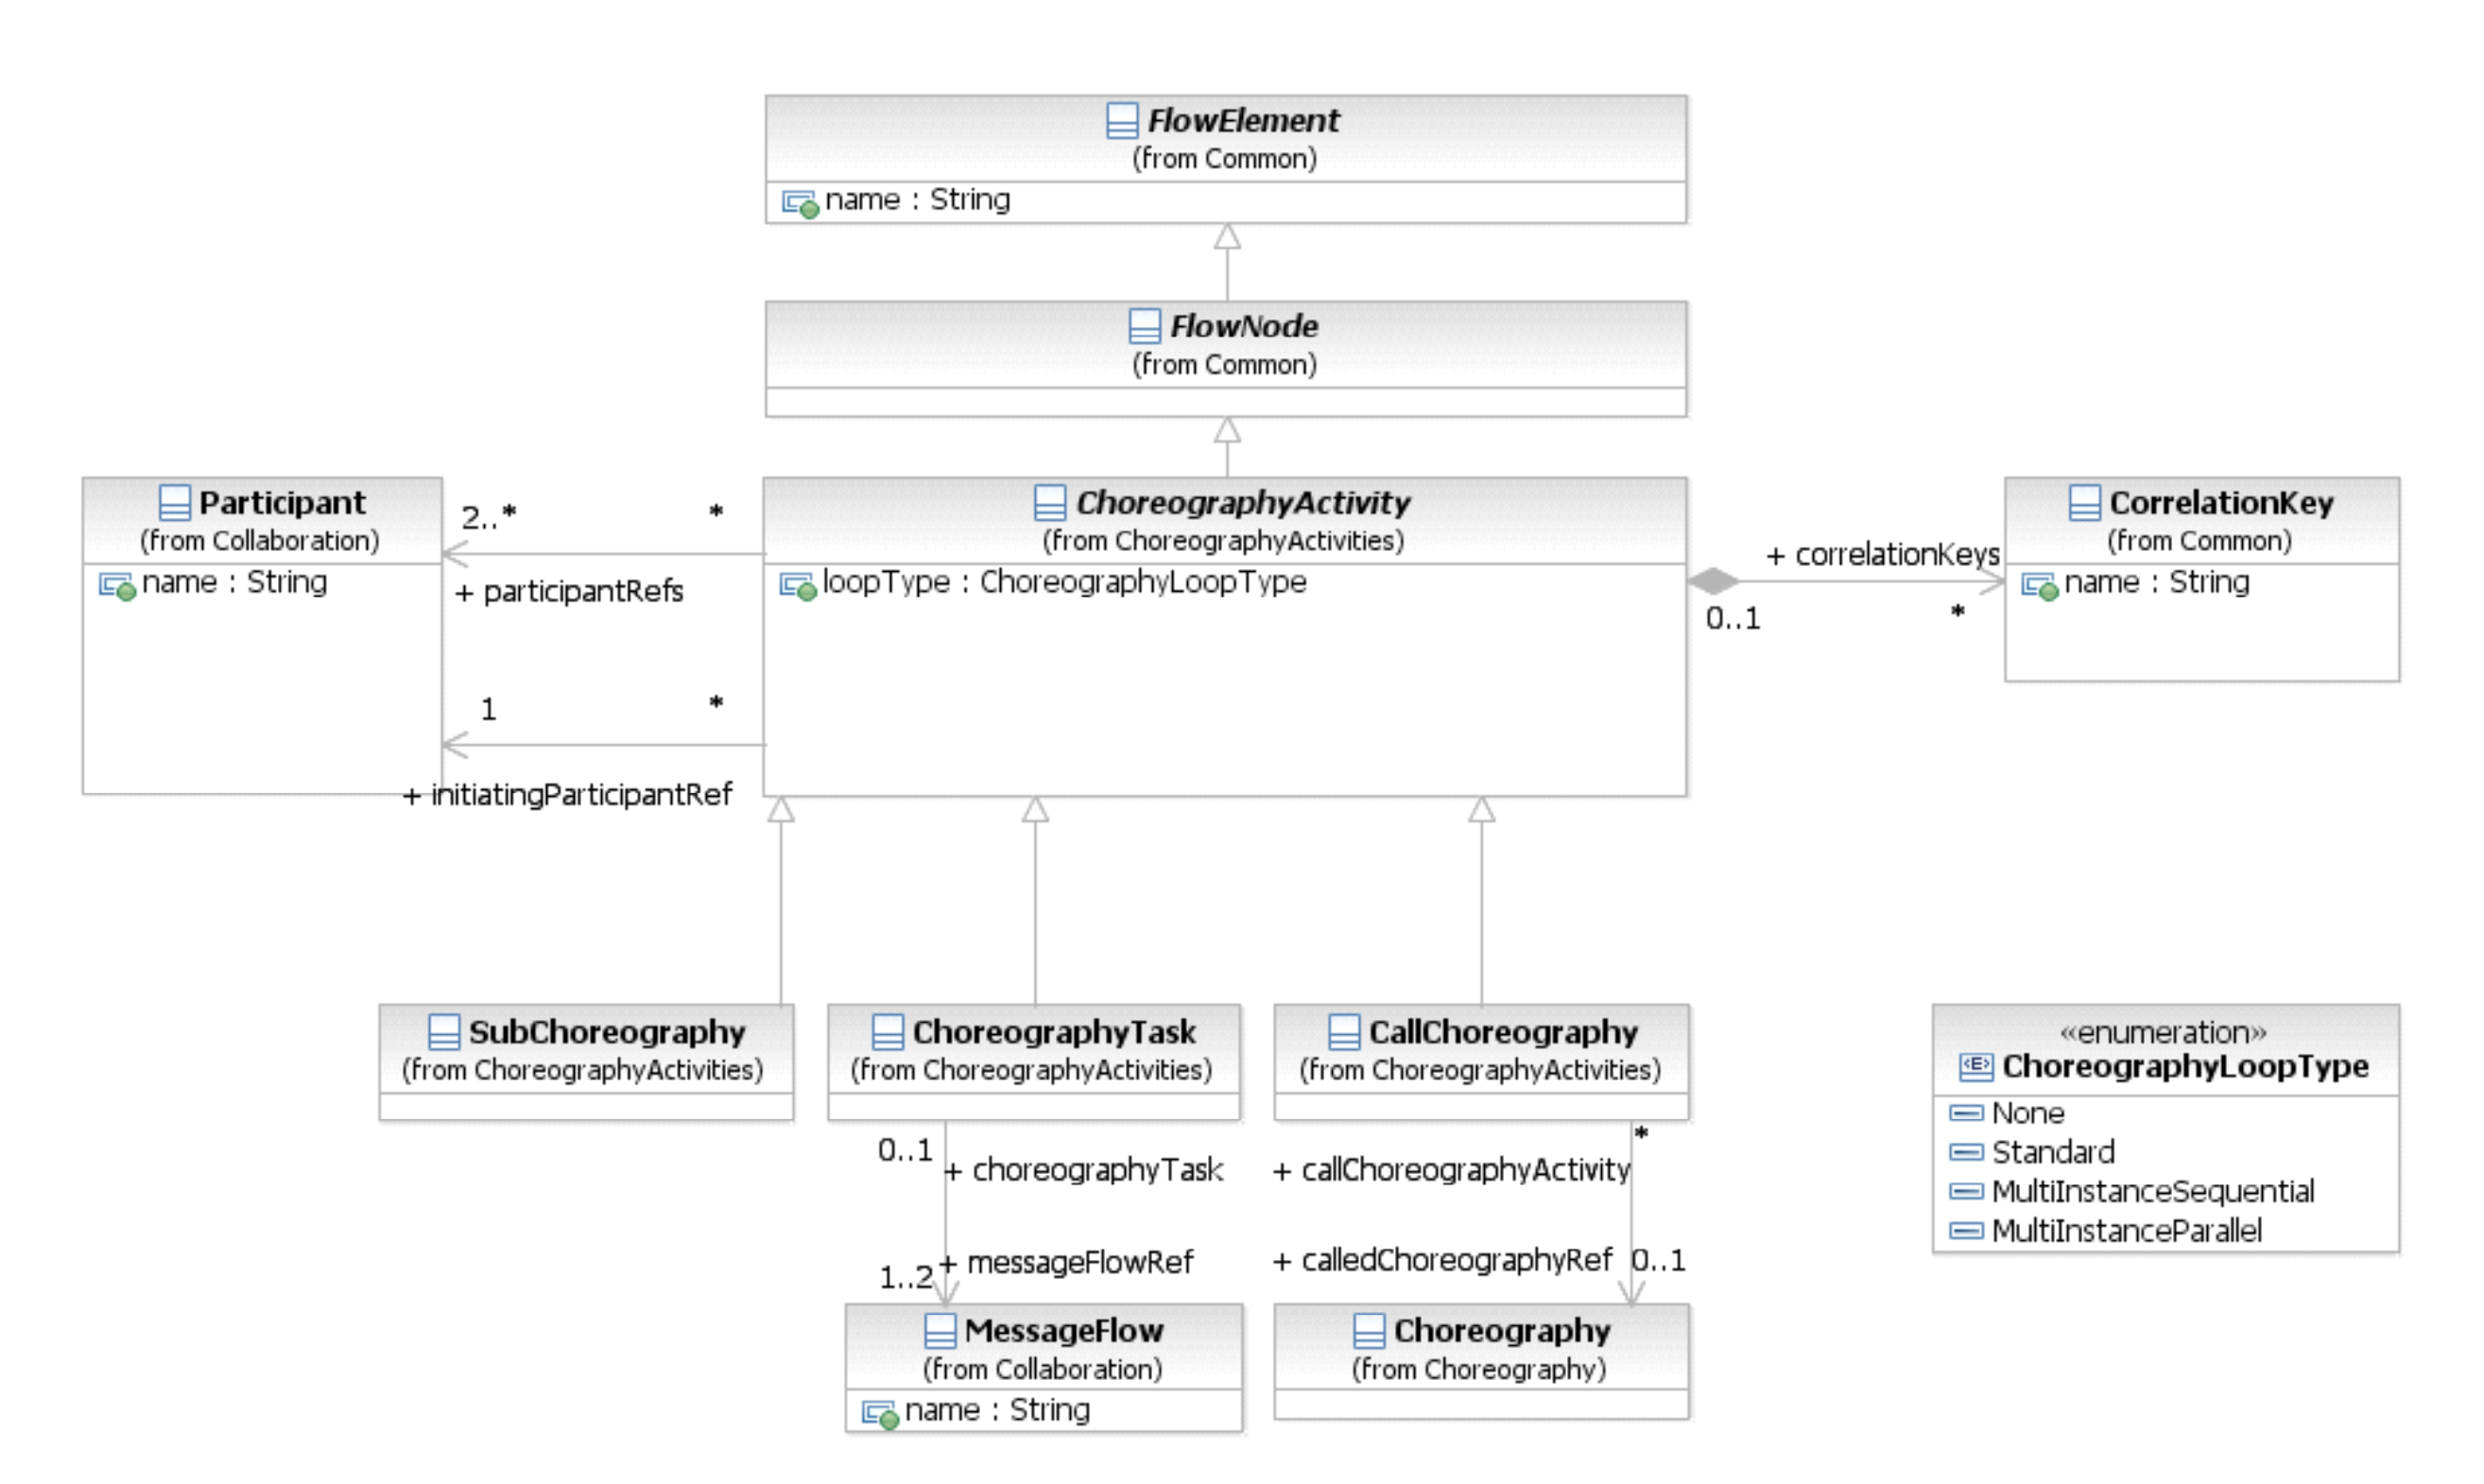 FlowElement
(from Common)
name : String
FlowNode
(from Common)
Participant
(from Collaboration)
name : String
2..*
*
+ participantRefs
1
*
+ initiatingParticipantRef
ChoreographyActivity
(from ChoreographyActivities)
loopType : ChoreographyLoopType
+ correlationKeys
0..1
*
CorrelationKey
(from Common)
name : String
SubChoreography
(from ChoreographyActivities)
ChoreographyTask
(from ChoreographyActivities)
CallChoreography
(from ChoreographyActivities)
«enumeration»
<E> ChoreographyLoopType
None
Standard
MultiInstanceSequential
MultiInstanceParallel
0..1
+ choreographyTask
1..2
+ messageFlowRef
*
+ callChoreographyActivity
+ calledChoreographyRef
0..1
MessageFlow
(from Collaboration)
name : String
Choreography
(from Choreography)